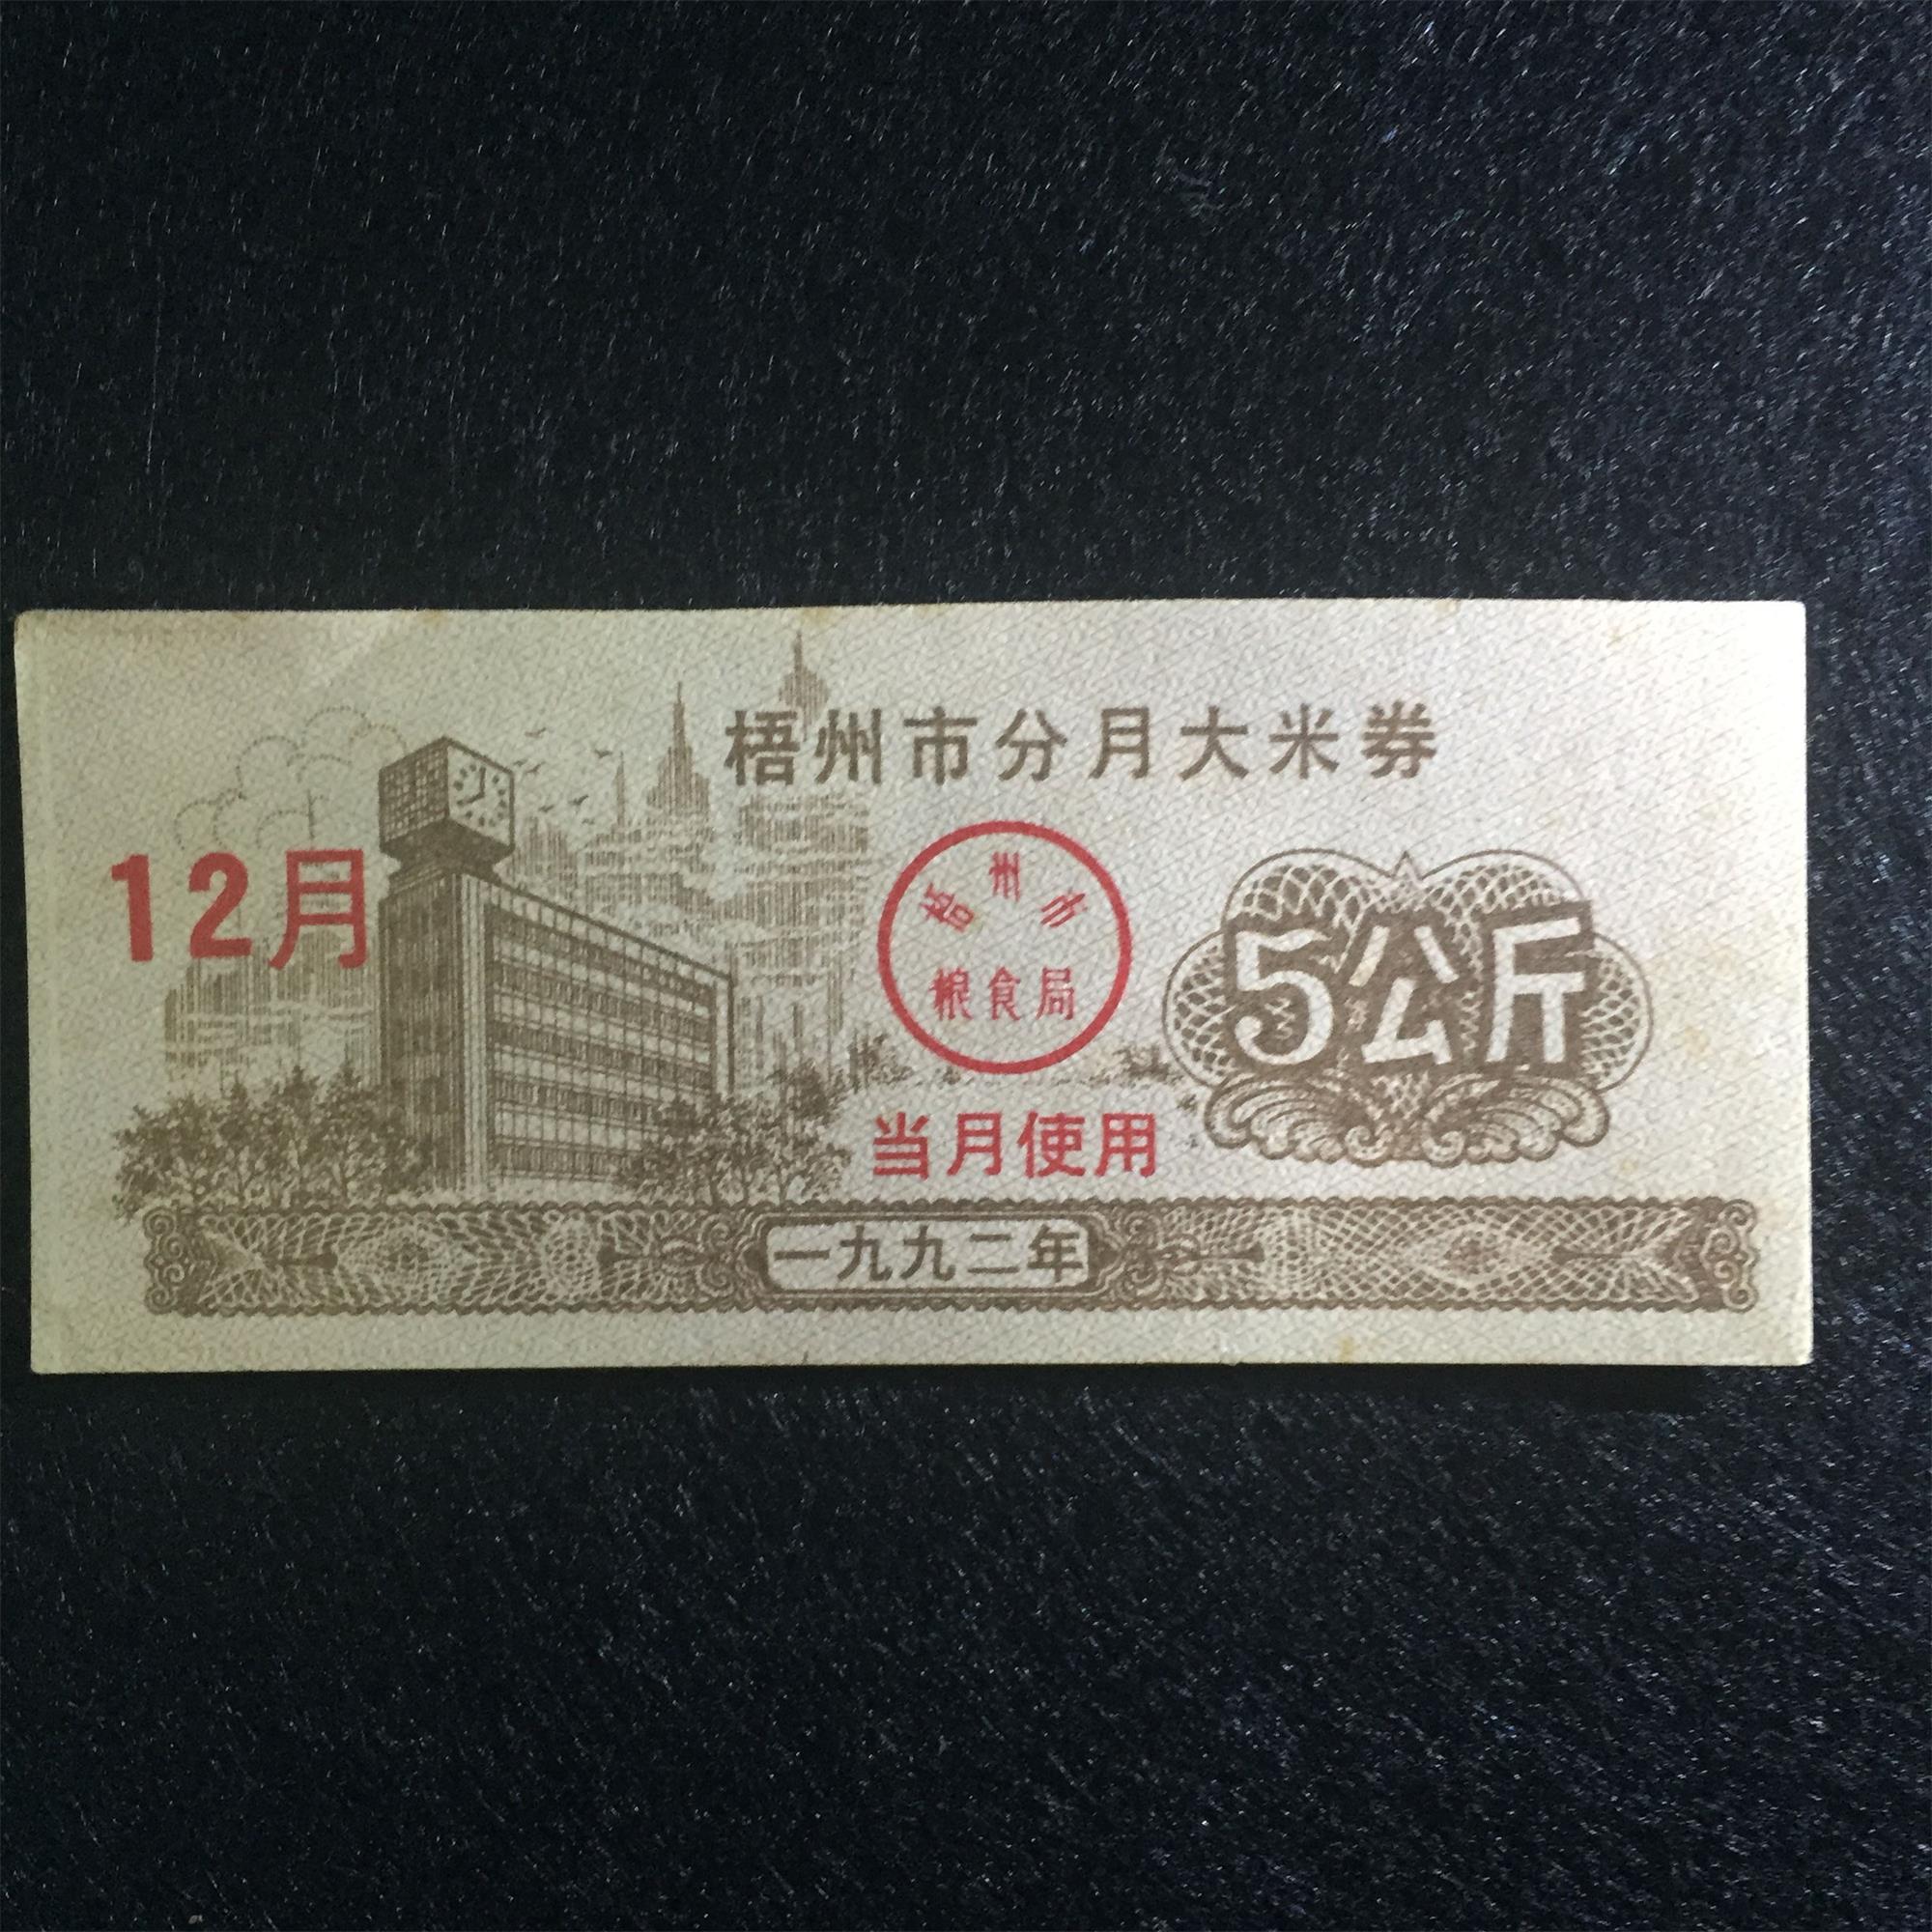 梧州市分月大米券
12月
梧州市
粮食局
5公斤
当月使用
一九九二年